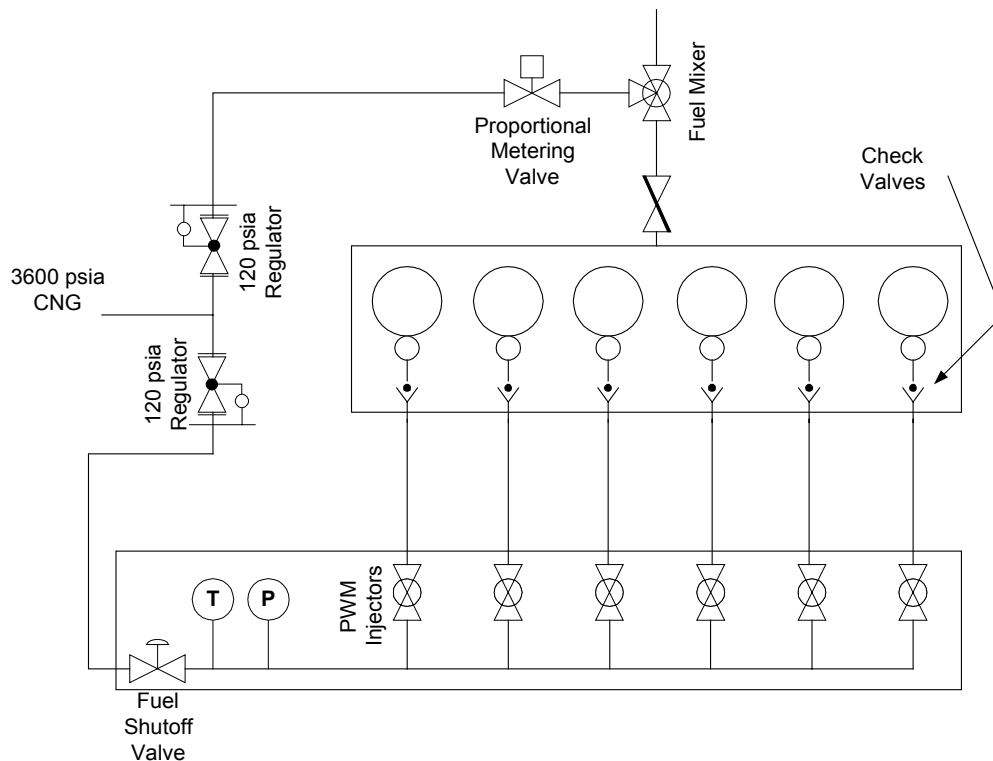 Fuel Mixer
Proportional
Metering
Valve
Check
Valves
120 psia
Regulator
3600 psia
CNG
120 psia
Regulator
T
P
PWM
Injectors
Fuel
Shutoff
Valve